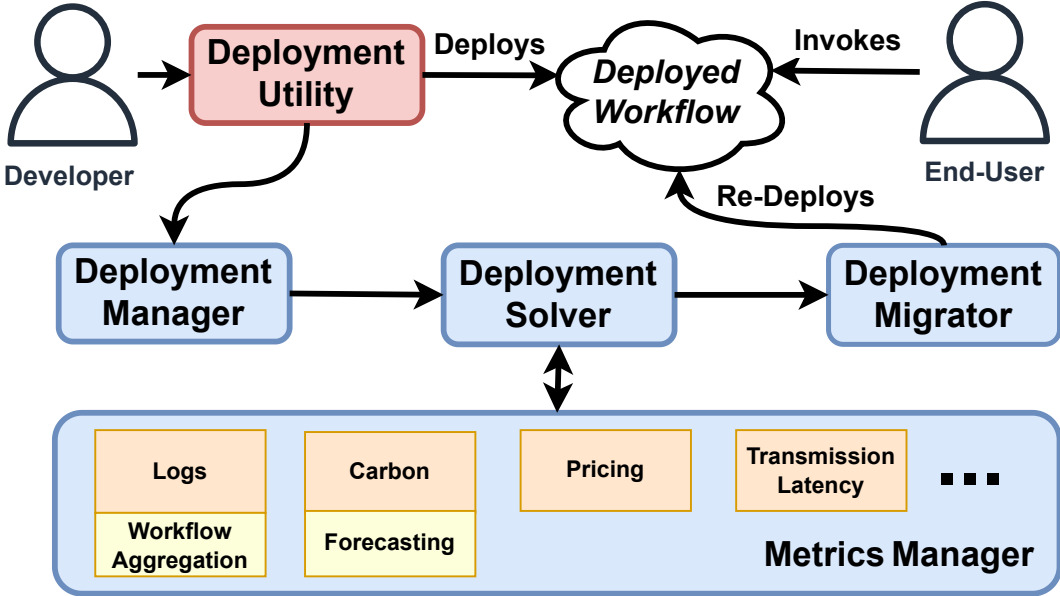 Developer
Deployment
Utility
Deploys
Deployed
Workflow
Invokes
End-User
Re-Deploys
Deployment
Manager
Deployment
Solver
Deployment
Migrator
Logs
Workflow
Aggregation
Carbon
Forecasting
Pricing
Transmission
Latency
...
Metrics Manager